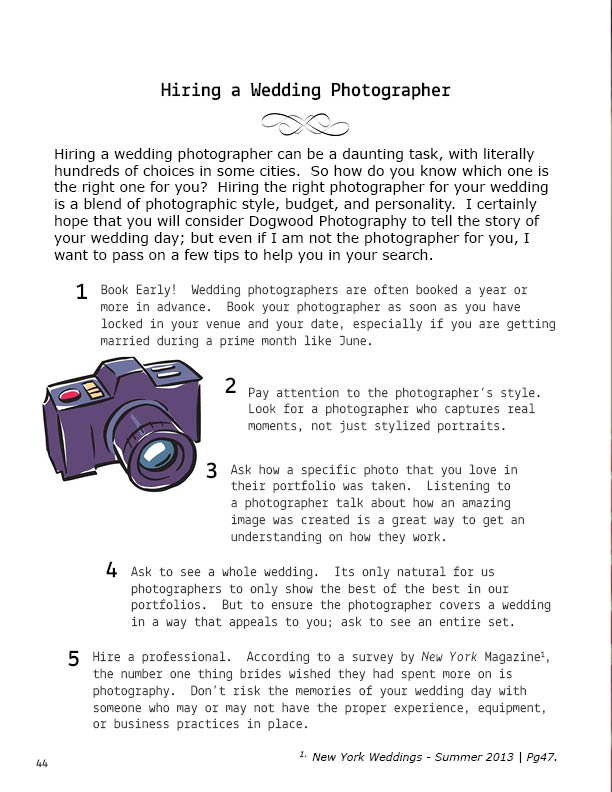 Hiring a Wedding Photographer
Hiring a wedding photographer can be a daunting task, with literally
hundreds of choices in some cities.  So how do you know which one is
the right one for you?  Hiring the right photographer for your wedding
is a blend of photographic style, budget, and personality.  I certainly
hope that you will consider Dogwood Photography to tell the story of
your wedding day; but even if I am not the photographer for you, I
want to pass on a few tips to help you in your search.
1 Book Early!  Wedding photographers are often booked a year or
more in advance.  Book your photographer as soon as you have
locked in your venue and your date, especially if you are getting
married during a prime month like June.
2 Pay attention to the photographer's style.
Look for a photographer who captures real
moments, not just stylized portraits.
3 Ask how a specific photo that you love in
their portfolio was taken.  Listening to
a photographer talk about how an amazing
image was created is a great way to get an
understanding on how they work.
4 Ask to see a whole wedding.  Its only natural for us
photographers to only show the best of the best in our
portfolios.  But to ensure the photographer covers a wedding
in a way that appeals to you; ask to see an entire set.
5 Hire a professional.  According to a survey by New York Magazine¹,
the number one thing brides wished they had spent more on is
photography.  Don't risk the memories of your wedding day with
someone who may or may not have the proper experience, equipment,
or business practices in place.
1. New York Weddings - Summer 2013 | Pg47.
44